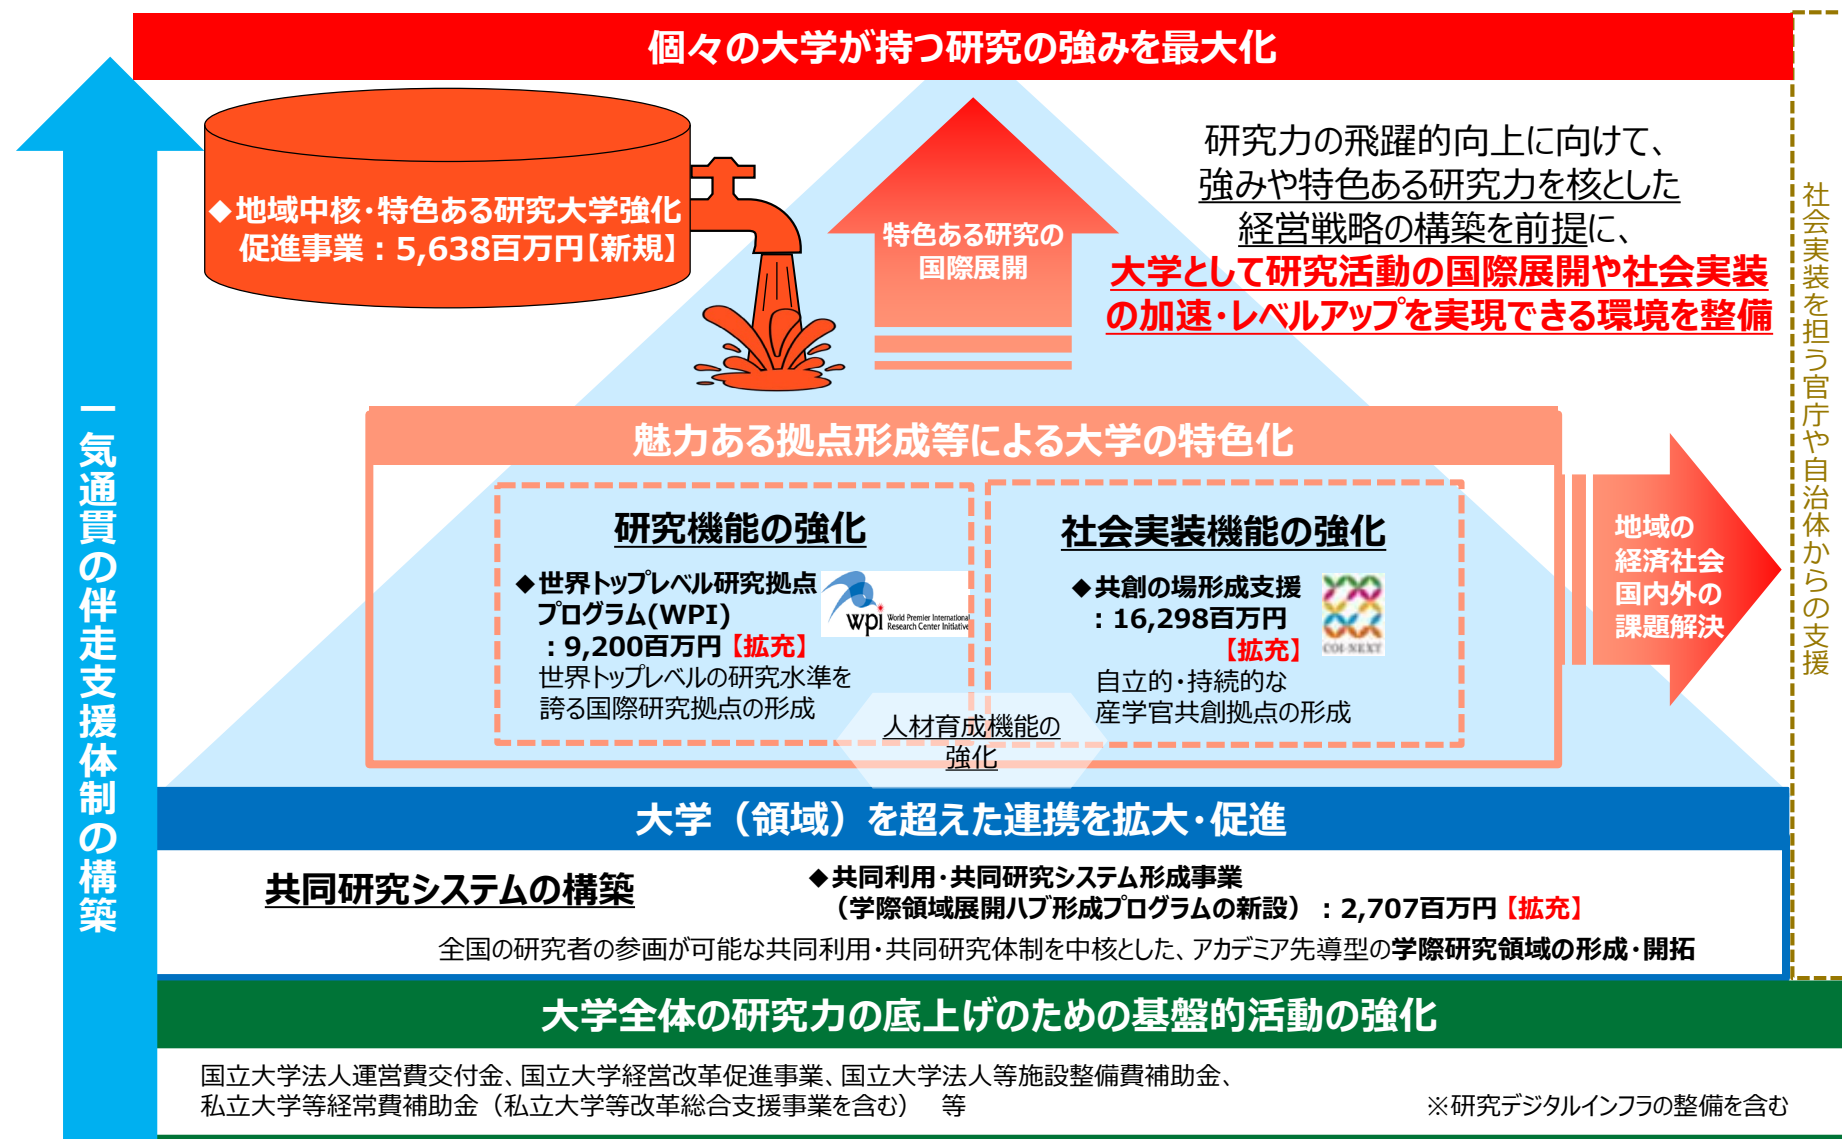 個々の大学が持つ研究の強みを最大化
◆地域中核・特色ある研究大学強化
促進事業：5,638百万円【新規】
特色ある研究の
国際展開
研究力の飛躍的向上に向けて、
強みや特色ある研究力を核とした
経営戦略の構築を前提に、
大学として研究活動の国際展開や社会実装
の加速・レベルアップを実現できる環境を整備
社会実装を担う官庁や自治体からの支援
一気通貫の伴走支援体制の構築
魅力ある拠点形成等による大学の特色化
研究機能の強化
◆世界トップレベル研究拠点
プログラム(WPI)
：9,200百万円【拡充】
世界トップレベルの研究水準を
誇る国際研究拠点の形成
wpi World Premier International
Research Center Initiative
社会実装機能の強化
◆共創の場形成支援
：16,298百万円
【拡充】
自立的・持続的な
産学官共創拠点の形成
COI-NEXT
人材育成機能の
強化
地域の
経済社会
国内外の
課題解決
大学（領域）を超えた連携を拡大・促進
共同研究システムの構築
◆共同利用・共同研究システム形成事業
（学際領域展開ハブ形成プログラムの新設）：2,707百万円【拡充】
全国の研究者の参画が可能な共同利用・共同研究体制を中核とした、アカデミア先導型の学際研究領域の形成・開拓
大学全体の研究力の底上げのための基盤的活動の強化
国立大学法人運営費交付金、国立大学経営改革促進事業、国立大学法人等施設整備費補助金、
私立大学等経常費補助金（私立大学等改革総合支援事業を含む）　等
※研究デジタルインフラの整備を含む